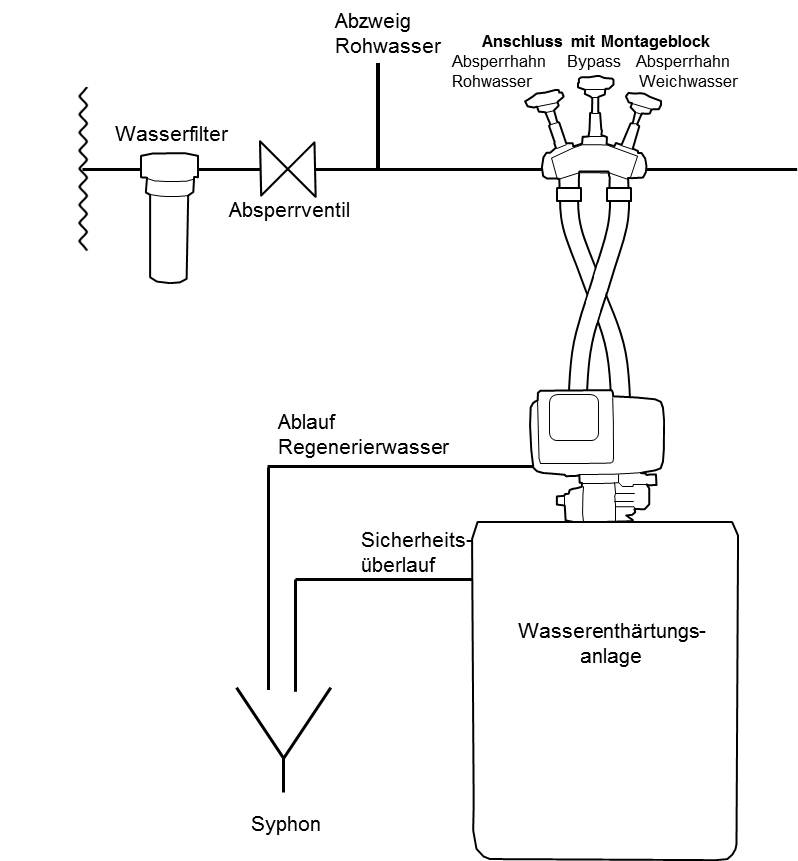 Abzweig
Rohwasser
Anschluss mit Montageblock
Absperrhahn Bypass Absperrhahn
Rohwasser Weichwasser
Wasserfilter
Absperrventil
Ablauf
Regenerierwasser
Sicherheits-
überlauf
Wasserenthärtungs-
anlage
Syphon